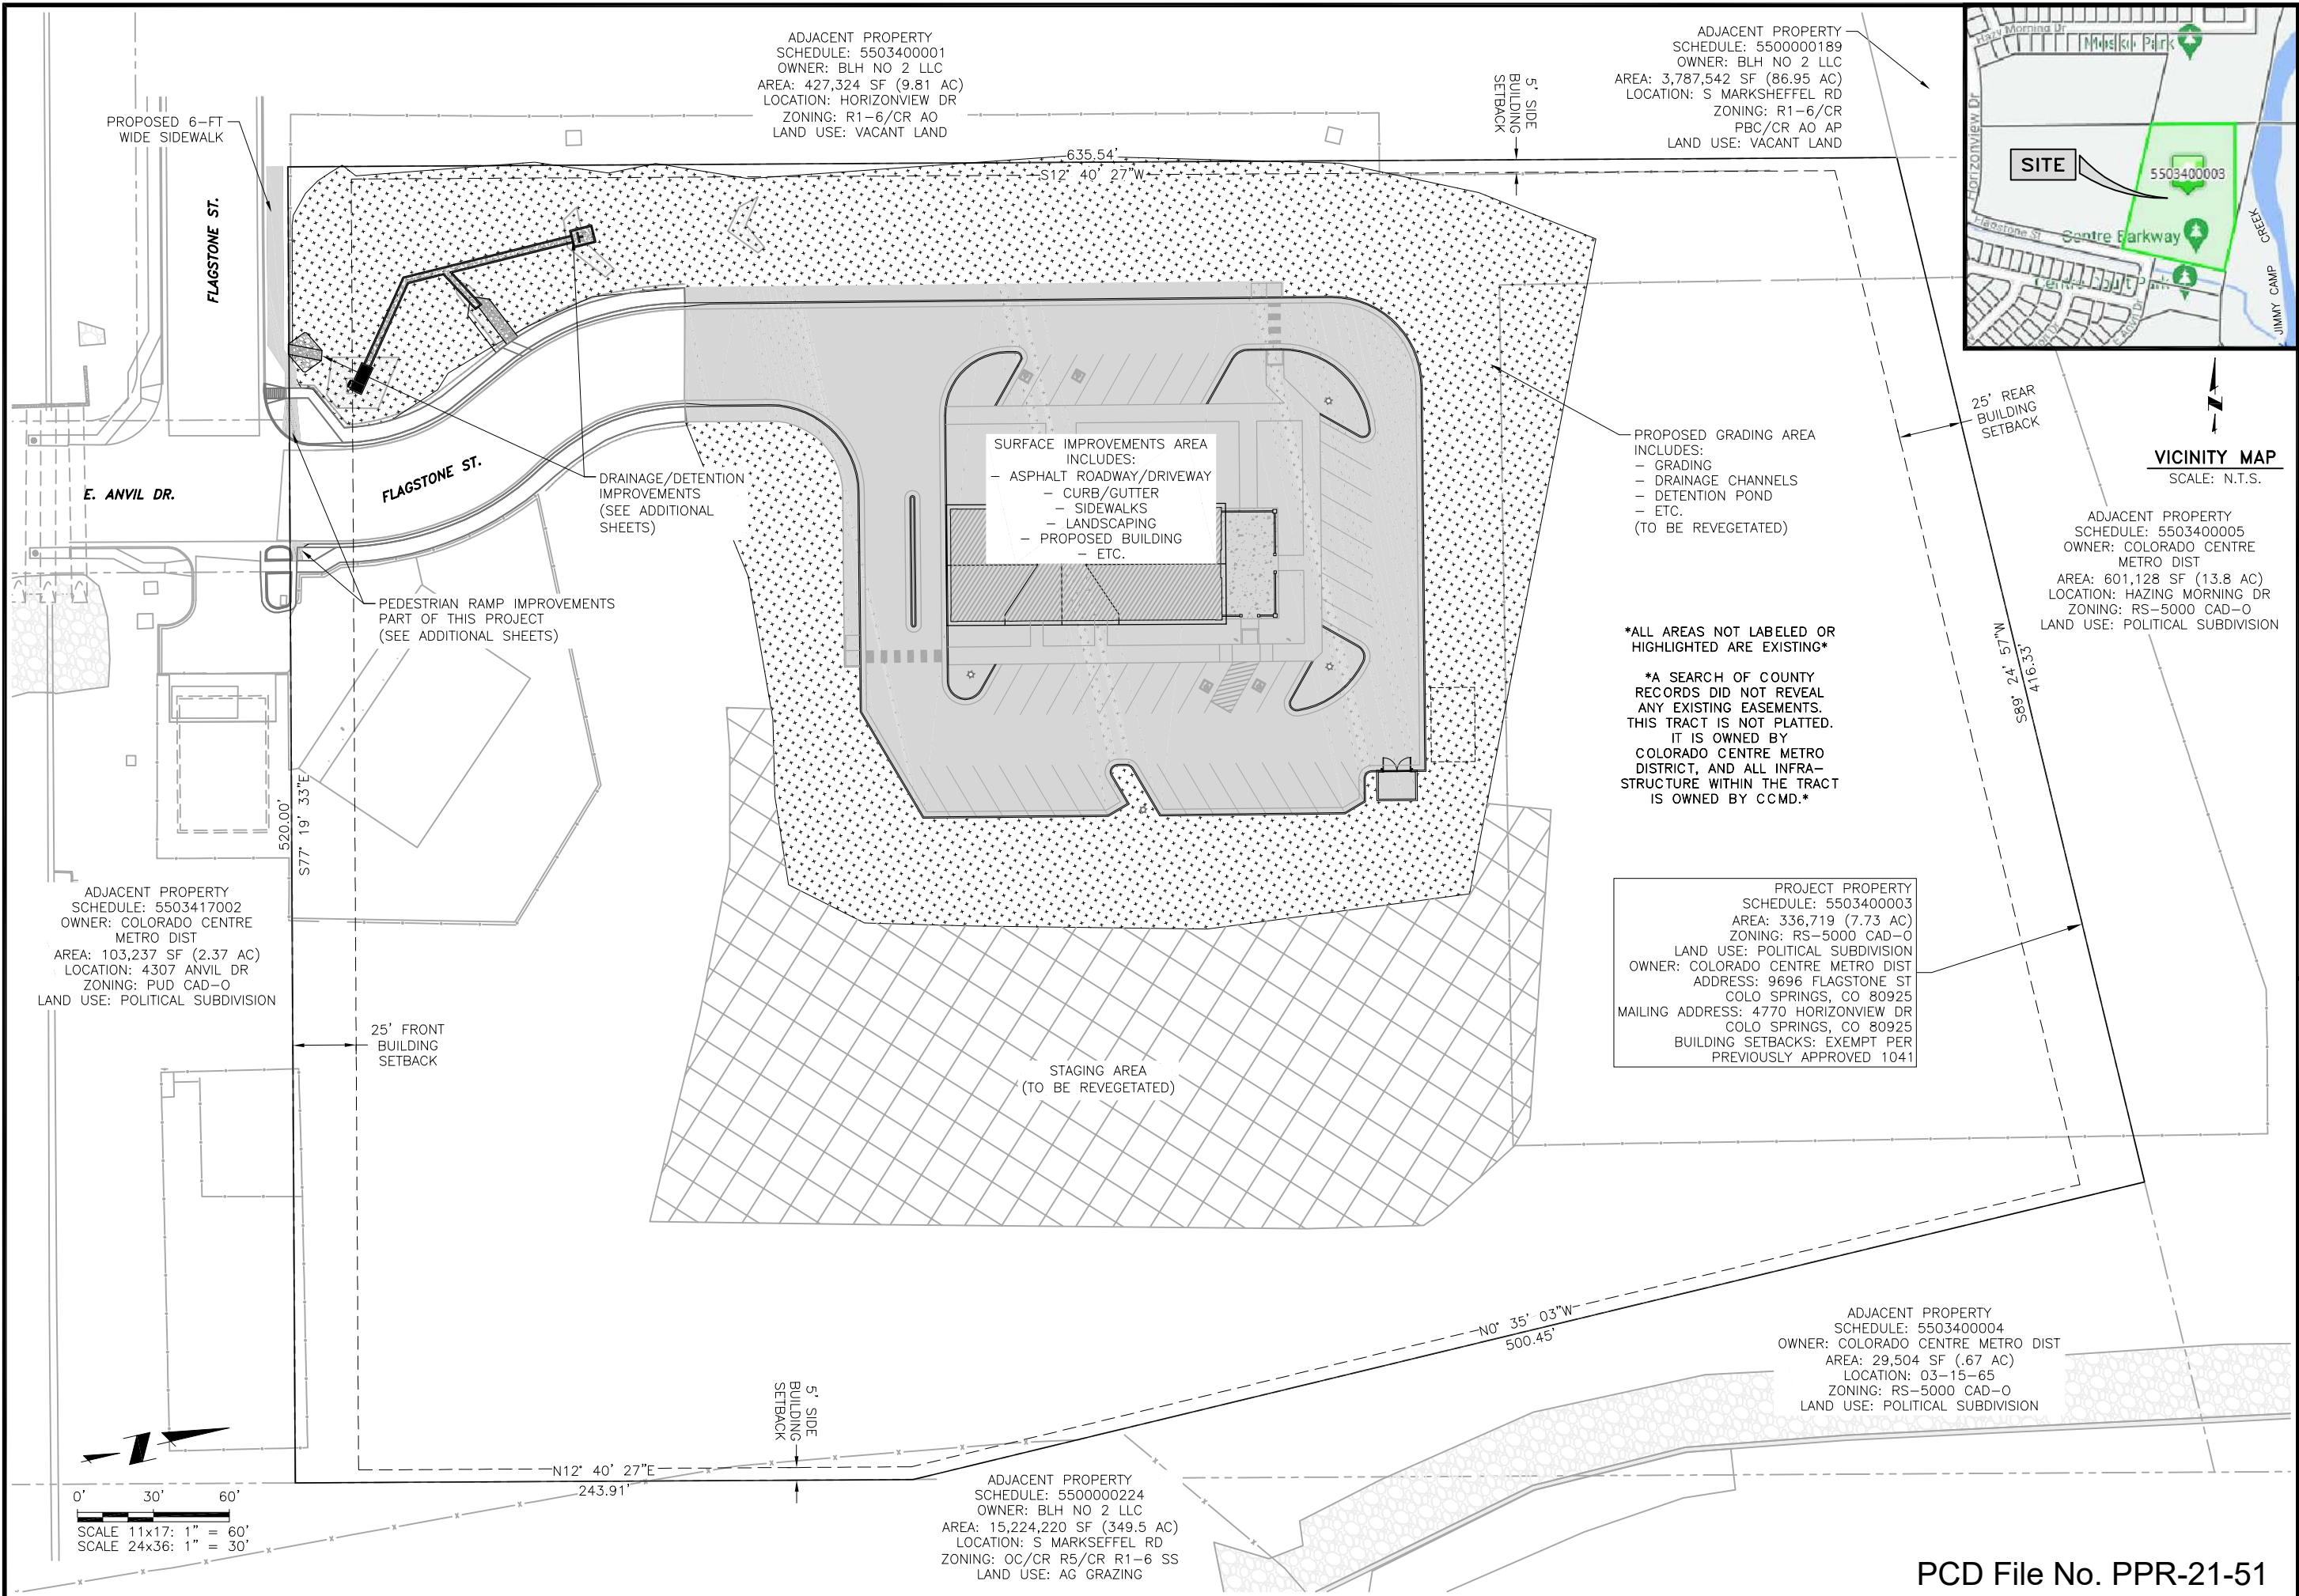 ADJACENT PROPERTY
SCHEDULE: 5503400001
OWNER: BLH NO 2 LLC
AREA: 427,324 SF (9.81 AC)
LOCATION: HORIZONVIEW DR
ZONING: R1-6/CR AO
LAND USE: VACANT LAND
5' SIDE
BUILDING
SETBACK
ADJACENT PROPERTY
SCHEDULE: 5500000189
OWNER: BLH NO 2 LLC
AREA: 3,787,542 SF (86.95 AC)
LOCATION: S MARKSHEFFEL RD
ZONING: R1-6/CR
PBC/CR AO AP
LAND USE: VACANT LAND
Hazy Morning Dr
Horizonview Dr
SITE
5503400003
Flagstone St
Centre Parkway
Centre Court Park
E Anvil Dr
JIMMY CAMP
CREEK
VICINITY MAP
SCALE: N.T.S.
PROPOSED 6-FT
WIDE SIDEWALK
FLAGSTONE ST.
635.54'
S12° 40' 27"W
25' REAR
BUILDING
SETBACK
E. ANVIL DR.
FLAGSTONE ST.
DRAINAGE/DETENTION
IMPROVEMENTS
(SEE ADDITIONAL
SHEETS)
SURFACE IMPROVEMENTS AREA
INCLUDES:
- ASPHALT ROADWAY/DRIVEWAY
- CURB/GUTTER
- SIDEWALKS
- LANDSCAPING
- PROPOSED BUILDING
- ETC.
PROPOSED GRADING AREA
INCLUDES:
- GRADING
- DRAINAGE CHANNELS
- DETENTION POND
- ETC.
(TO BE REVEGETATED)
ADJACENT PROPERTY
SCHEDULE: 5503400005
OWNER: COLORADO CENTRE
METRO DIST
AREA: 601,128 SF (13.8 AC)
LOCATION: HAZING MORNING DR
ZONING: RS-5000 CAD-O
LAND USE: POLITICAL SUBDIVISION
PEDESTRIAN RAMP IMPROVEMENTS
PART OF THIS PROJECT
(SEE ADDITIONAL SHEETS)
*ALL AREAS NOT LABELED OR
HIGHLIGHTED ARE EXISTING*
*A SEARCH OF COUNTY
RECORDS DID NOT REVEAL
ANY EXISTING EASEMENTS.
THIS TRACT IS NOT PLATTED.
IT IS OWNED BY
COLORADO CENTRE METRO
DISTRICT, AND ALL INFRA-
STRUCTURE WITHIN THE TRACT
IS OWNED BY CCMD.*
S89° 24' 57"W
416.33'
520.00'
S77° 19' 33"E
ADJACENT PROPERTY
SCHEDULE: 5503417002
OWNER: COLORADO CENTRE
METRO DIST
AREA: 103,237 SF (2.37 AC)
LOCATION: 4307 ANVIL DR
ZONING: PUD CAD-O
LAND USE: POLITICAL SUBDIVISION
PROJECT PROPERTY
SCHEDULE: 5503400003
AREA: 336,719 (7.73 AC)
ZONING: RS-5000 CAD-O
LAND USE: POLITICAL SUBDIVISION
OWNER: COLORADO CENTRE METRO DIST
ADDRESS: 9696 FLAGSTONE ST
COLO SPRINGS, CO 80925
MAILING ADDRESS: 4770 HORIZONVIEW DR
COLO SPRINGS, CO 80925
BUILDING SETBACKS: EXEMPT PER
PREVIOUSLY APPROVED 1041
25' FRONT
BUILDING
SETBACK
STAGING AREA
(TO BE REVEGETATED)
N0° 35' 03"W
500.45'
ADJACENT PROPERTY
SCHEDULE: 5503400004
OWNER: COLORADO CENTRE METRO DIST
AREA: 29,504 SF (.67 AC)
LOCATION: 03-15-65
ZONING: RS-5000 CAD-O
LAND USE: POLITICAL SUBDIVISION
5' SIDE
BUILDING
SETBACK
N12° 40' 27"E
243.91'
ADJACENT PROPERTY
SCHEDULE: 5500000224
OWNER: BLH NO 2 LLC
AREA: 15,224,220 SF (349.5 AC)
LOCATION: S MARKSEFFEL RD
ZONING: OC/CR R5/CR R1-6 SS
LAND USE: AG GRAZING
0' 30' 60'
SCALE 11x17: 1" = 60'
SCALE 24x36: 1" = 30'
PCD File No. PPR-21-51